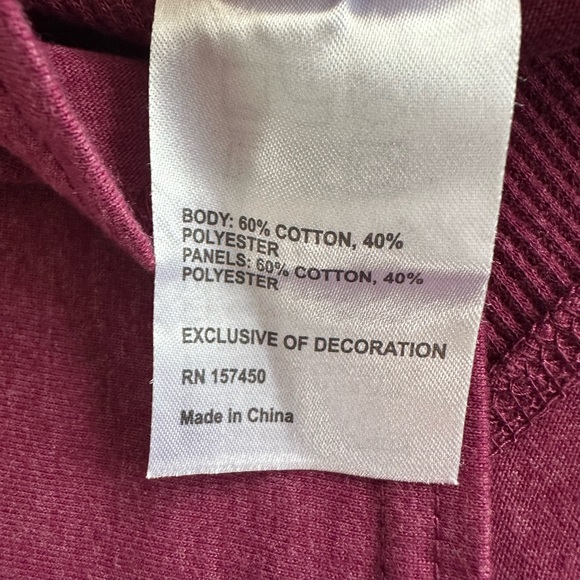 BODY: 60% COTTON, 40%
POLYESTER
PANELS: 60% COTTON, 40%
POLYESTER
EXCLUSIVE OF DECORATION
RN 157450
Made in China